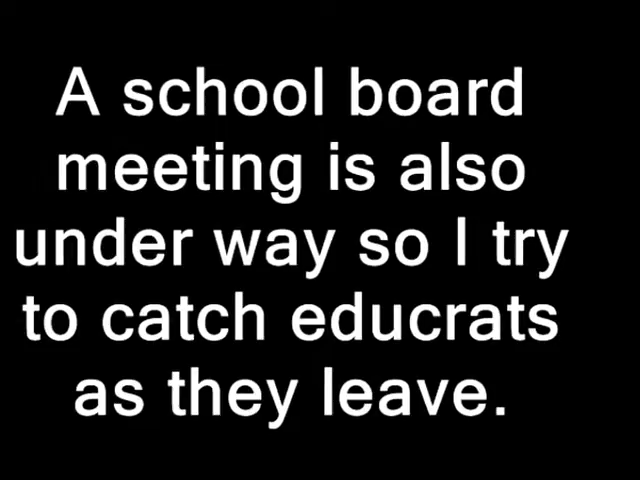 A school board
meeting is also
under way so I try
to catch educrats
as they leave.